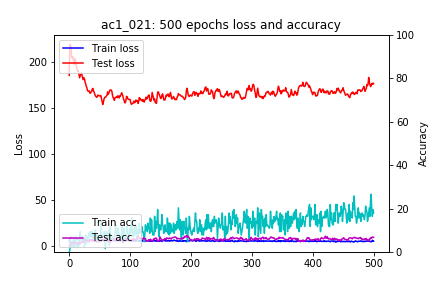 ac1_021: 500 epochs loss and accuracy
Train loss
Test loss
Train acc
Test acc
Loss
200
150
100
50
0
Accuracy
100
80
60
40
20
0
0 100 200 300 400 500